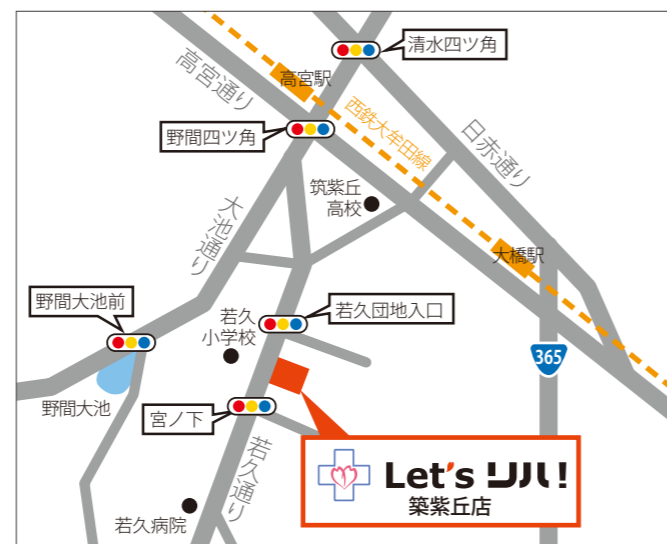 清水四ツ角
高宮通り
高宮駅
野間四ツ角
西鉄大牟田線
日赤通り
筑紫丘
高校
大池通り
大橋駅
野間大池前
若久
小学校
若久団地入口
365
野間大池
宮ノ下
若久通り
Let's リハ!
築紫丘店
若久病院